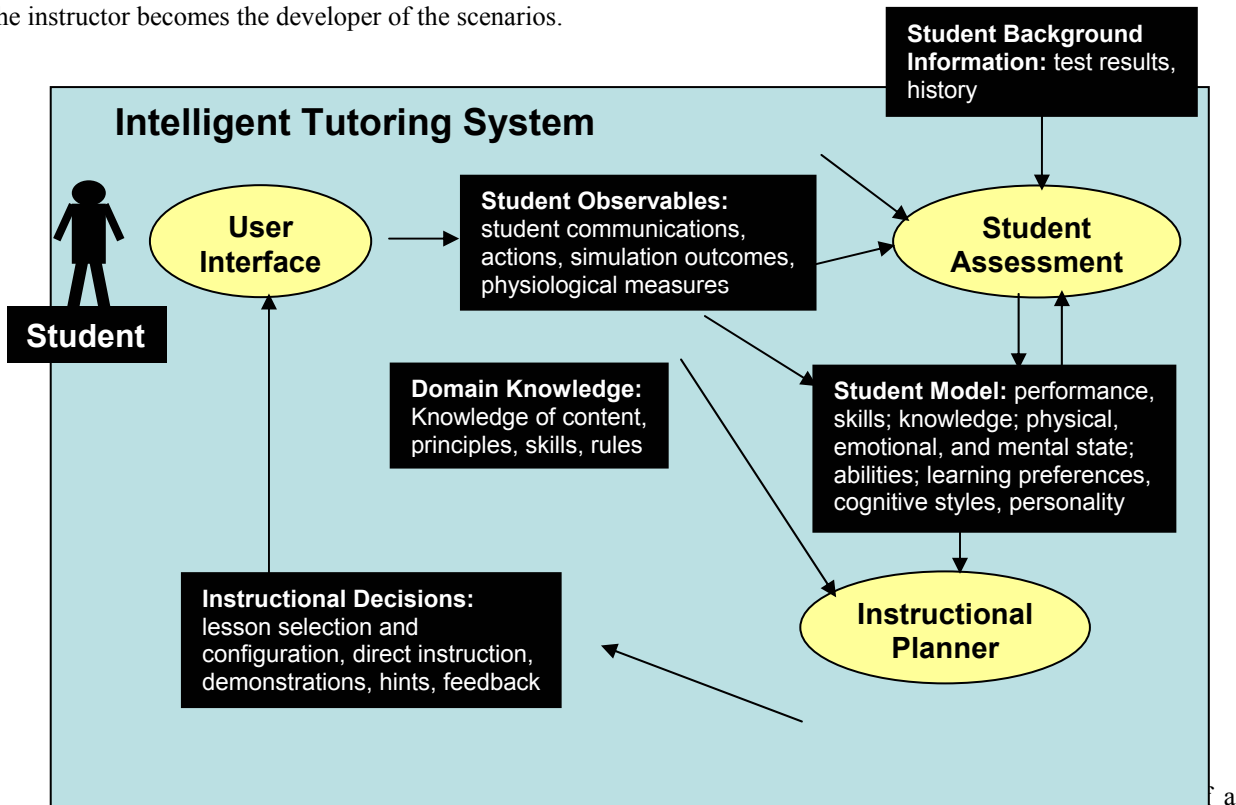 ne instructor becomes the developer of the scenarios.
Student Background
Information: test results,
history
Intelligent Tutoring System
User
Interface
Student Observables:
student communications,
actions, simulation outcomes,
physiological measures
Student
Assessment
Student
Domain Knowledge:
Knowledge of content,
principles, skills, rules
Student Model: performance,
skills; knowledge; physical,
emotional, and mental state;
abilities; learning preferences,
cognitive styles, personality
Instructional Decisions:
lesson selection and
configuration, direct instruction,
demonstrations, hints, feedback
Instructional
Planner
f a